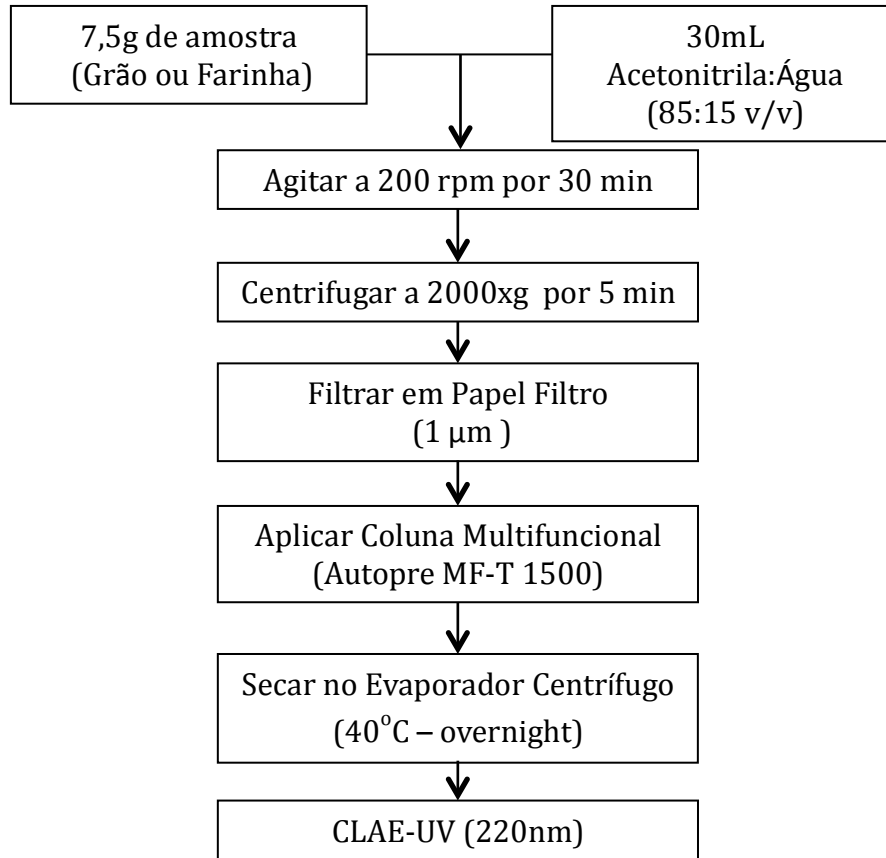 7,5g de amostra
(Grão ou Farinha)
30mL
Acetonitrila:Água
(85:15 v/v)
Agitar a 200 rpm por 30 min
Centrifugar a 2000xg por 5 min
Filtrar em Papel Filtro
(1 µm )
Aplicar Coluna Multifuncional
(Autopre MF-T 1500)
Secar no Evaporador Centrífugo
(40°C – overnight)
CLAE-UV (220nm)